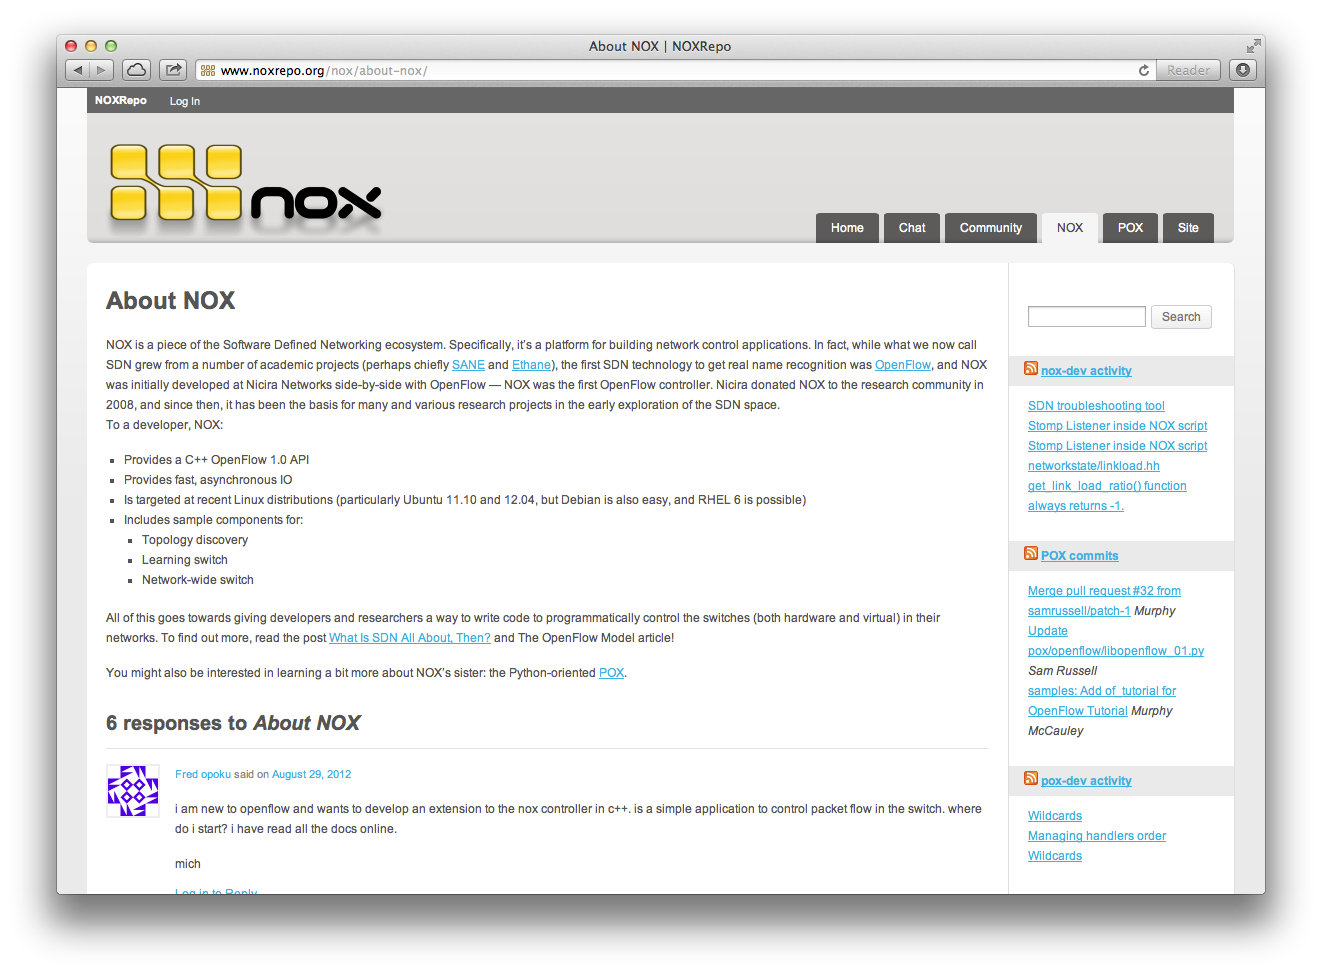 About NOX | NOXRepo
www.noxrepo.org/nox/about-nox/
Reader
NOXRepo Log In
nox
Home Chat Community NOX POX Site
About NOX
NOX is a piece of the Software Defined Networking ecosystem. Specifically, it's a platform for building network control applications. In fact, while what we now call
SDN grew from a number of academic projects (perhaps chiefly SANE and Ethane), the first SDN technology to get real name recognition was OpenFlow, and NOX
was initially developed at Nicira Networks side-by-side with OpenFlow — NOX was the first OpenFlow controller. Nicira donated NOX to the research community in
2008, and since then, it has been the basis for many and various research projects in the early exploration of the SDN space.
To a developer, NOX:
Provides a C++ OpenFlow 1.0 API
Provides fast, asynchronous IO
Is targeted at recent Linux distributions (particularly Ubuntu 11.10 and 12.04, but Debian is also easy, and RHEL 6 is possible)
Includes sample components for:
Topology discovery
Learning switch
Network-wide switch
All of this goes towards giving developers and researchers a way to write code to programmatically control the switches (both hardware and virtual) in their
networks. To find out more, read the post What Is SDN All About, Then? and The OpenFlow Model article!
You might also be interested in learning a bit more about NOX's sister: the Python-oriented POX.
6 responses to About NOX
Fred opoku said on August 29, 2012
i am new to openflow and wants to develop an extension to the nox controller in c++. is a simple application to control packet flow in the switch. where
do i start? i have read all the docs online.
mich
Log in to Reply
Search
nox-dev activity
SDN troubleshooting tool
Stomp Listener inside NOX script
Stomp Listener inside NOX script
networkstate/linkload.hh
get_link_load_ratio() function
always returns -1.
POX commits
Merge pull request #32 from
samrussell/patch-1 Murphy
Update
pox/openflow/libopenflow_01.py
Sam Russell
samples: Add of_tutorial for
OpenFlow Tutorial Murphy
McCauley
pox-dev activity
Wildcards
Managing handlers order
Wildcards